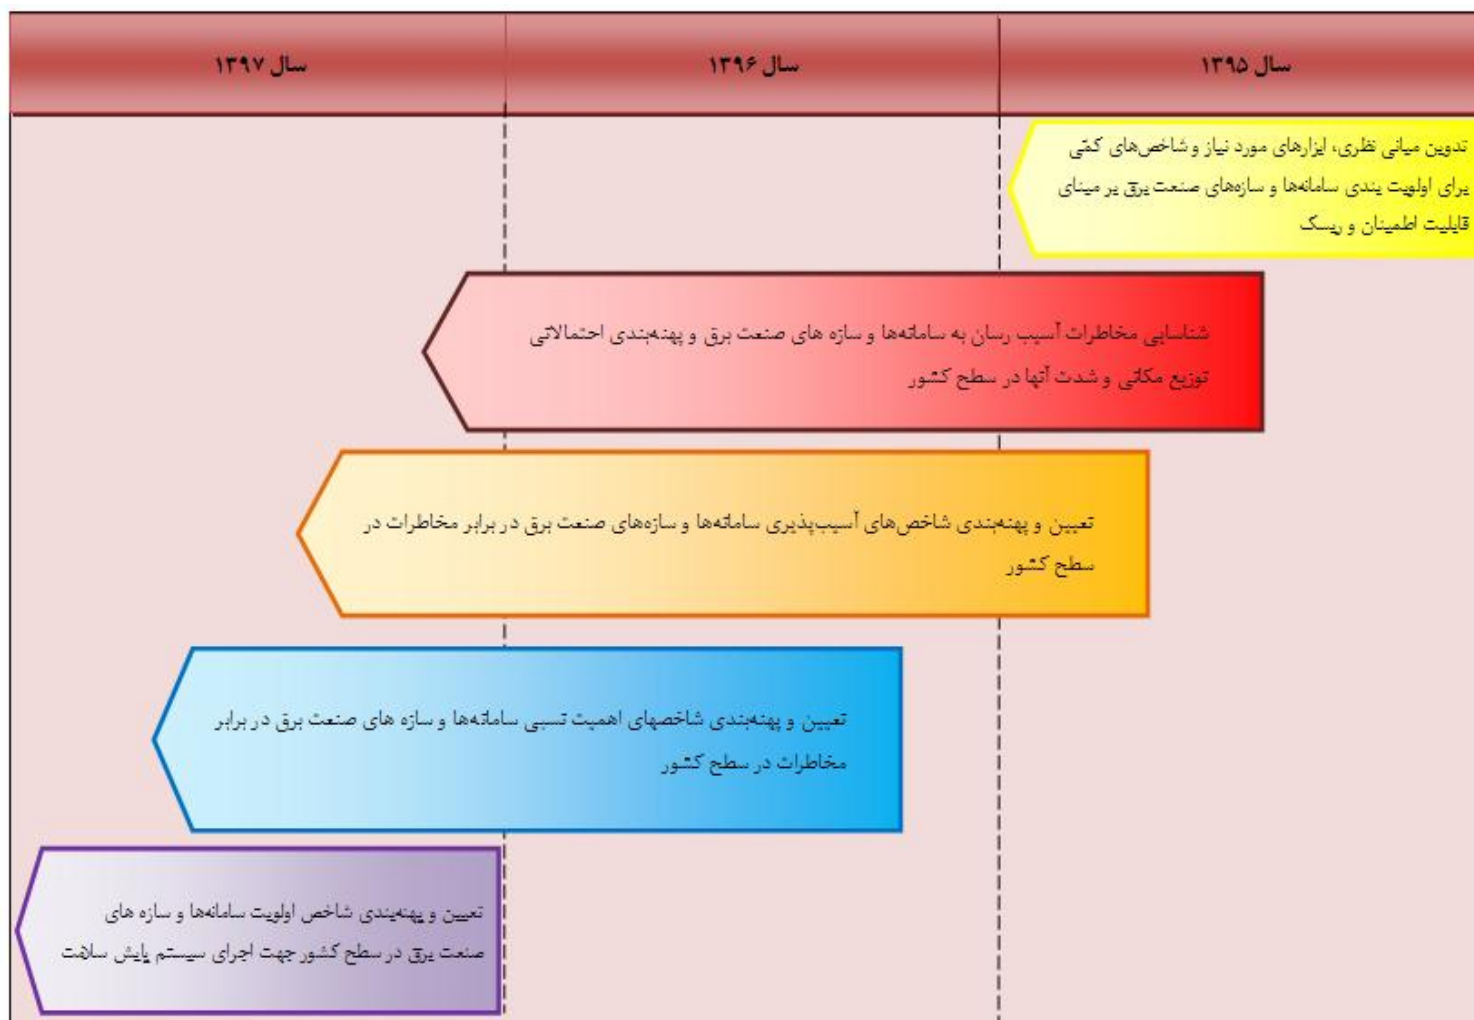 سال ۱۳۹۵
سال ۱۳۹۶
سال ۱۳۹۷
تدوین مبانی نظری، ابزارهای مورد نیاز و شاخص‌های کمّی
برای اولویت بندی سامانه‌ها و سازه‌های صنعت برق بر مبنای
قابلیت اطمینان و ریسک
شناسایی مخاطرات آسیب رسان به سامانه‌ها و سازه های صنعت برق و پهنه‌بندی احتمالاتی
توزیع مکانی و شدت آنها در سطح کشور
تعیین و پهنه‌بندی شاخص‌های آسیب‌پذیری سامانه‌ها و سازه‌های صنعت برق در برابر مخاطرات در
سطح کشور
تعیین و پهنه‌بندی شاخصهای اهمیت نسبی سامانه‌ها و سازه های صنعت برق در برابر
مخاطرات در سطح کشور
تعیین و پهنه‌بندی شاخص اولویت سامانه‌ها و سازه های
صنعت برق در سطح کشور جهت اجرای سیستم پایش سلامت